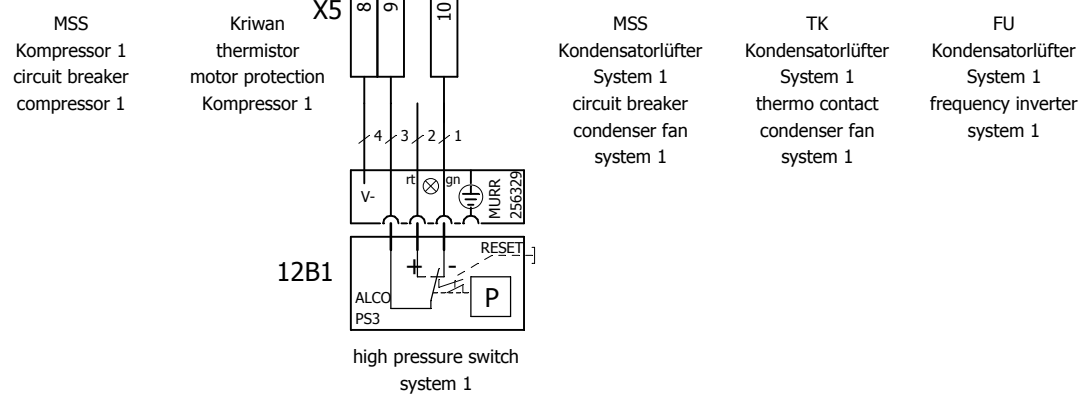 X5
8
9
10
MSS
Kompressor 1
circuit breaker
compressor 1
Kriwan
thermistor
motor protection
Kompressor 1
MSS
Kondensatorlüfter
System 1
circuit breaker
condenser fan
system 1
TK
Kondensatorlüfter
System 1
thermo contact
condenser fan
system 1
FU
Kondensatorlüfter
System 1
frequency inverter
system 1
4
3
2
1
V-
rt
gn
MURR
256329
12B1
+
-
RESET
ALCO
PS3
P
high pressure switch
system 1